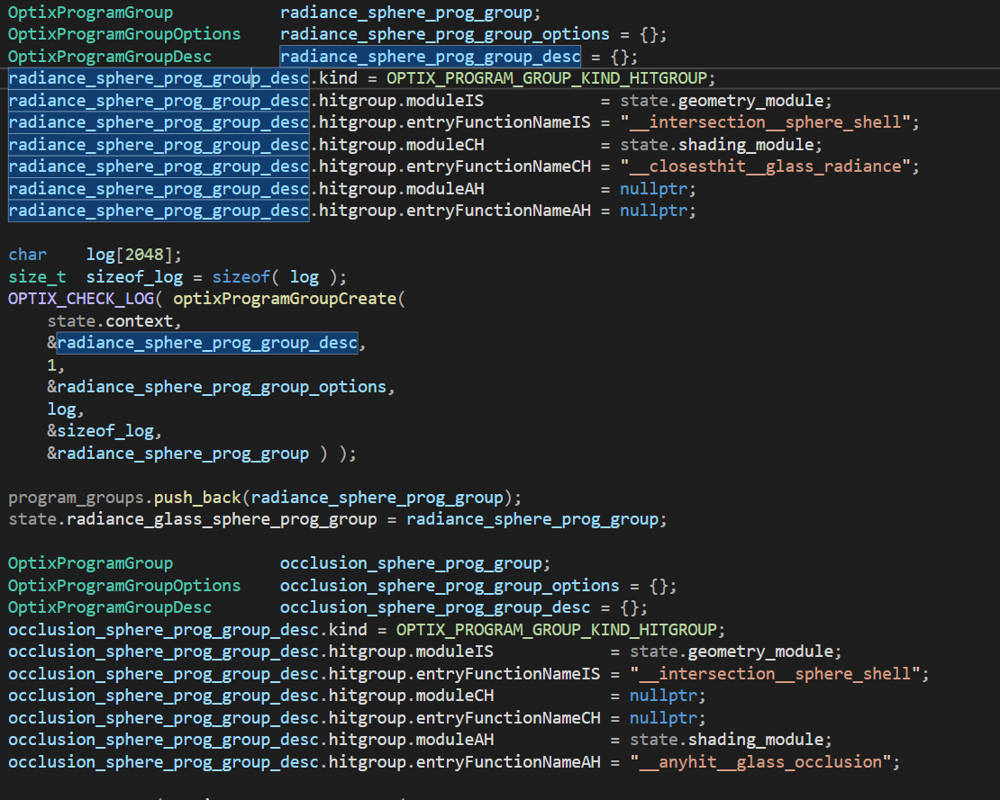 OptixProgramGroup           radiance_sphere_prog_group;
OptixProgramGroupOptions    radiance_sphere_prog_group_options = {};
OptixProgramGroupDesc       radiance_sphere_prog_group_desc = {};
radiance_sphere_prog_group_desc.kind = OPTIX_PROGRAM_GROUP_KIND_HITGROUP;
radiance_sphere_prog_group_desc.hitgroup.moduleIS            = state.geometry_module;
radiance_sphere_prog_group_desc.hitgroup.entryFunctionNameIS = "__intersection__sphere_shell";
radiance_sphere_prog_group_desc.hitgroup.moduleCH            = state.shading_module;
radiance_sphere_prog_group_desc.hitgroup.entryFunctionNameCH = "__closesthit__glass_radiance";
radiance_sphere_prog_group_desc.hitgroup.moduleAH            = nullptr;
radiance_sphere_prog_group_desc.hitgroup.entryFunctionNameAH = nullptr;

char    log[2048];
size_t  sizeof_log = sizeof( log );
OPTIX_CHECK_LOG( optixProgramGroupCreate(
    state.context,
    &radiance_sphere_prog_group_desc,
    1,
    &radiance_sphere_prog_group_options,
    log,
    &sizeof_log,
    &radiance_sphere_prog_group ) );

program_groups.push_back(radiance_sphere_prog_group);
state.radiance_glass_sphere_prog_group = radiance_sphere_prog_group;

OptixProgramGroup           occlusion_sphere_prog_group;
OptixProgramGroupOptions    occlusion_sphere_prog_group_options = {};
OptixProgramGroupDesc       occlusion_sphere_prog_group_desc = {};
occlusion_sphere_prog_group_desc.kind = OPTIX_PROGRAM_GROUP_KIND_HITGROUP;
occlusion_sphere_prog_group_desc.hitgroup.moduleIS            = state.geometry_module;
occlusion_sphere_prog_group_desc.hitgroup.entryFunctionNameIS = "__intersection__sphere_shell";
occlusion_sphere_prog_group_desc.hitgroup.moduleCH            = nullptr;
occlusion_sphere_prog_group_desc.hitgroup.entryFunctionNameCH = nullptr;
occlusion_sphere_prog_group_desc.hitgroup.moduleAH            = state.shading_module;
occlusion_sphere_prog_group_desc.hitgroup.entryFunctionNameAH = "__anyhit__glass_occlusion";